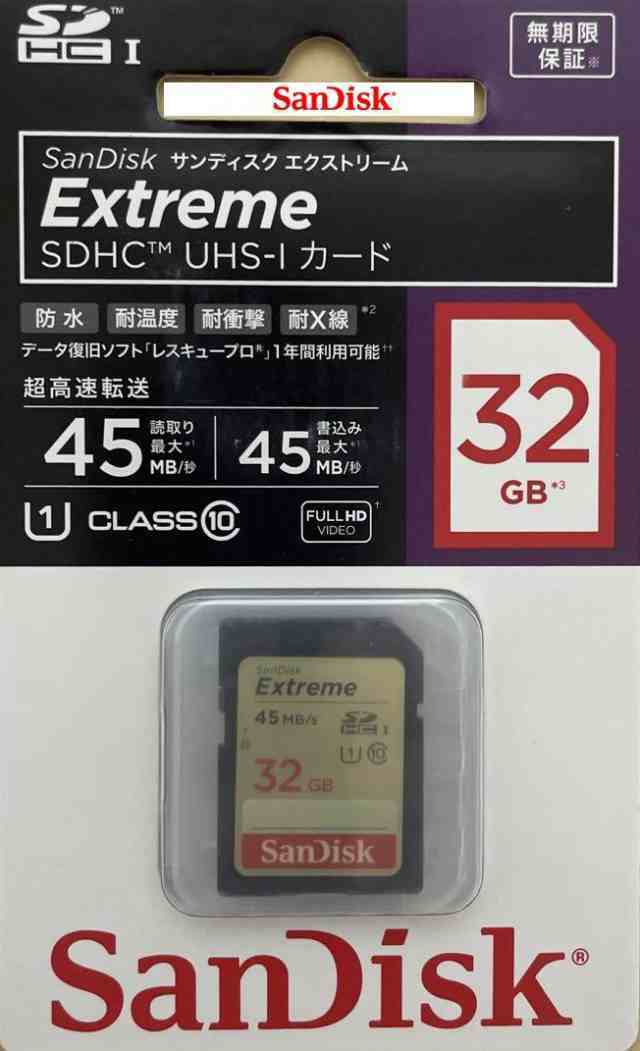 SD HC I ™
無期限
保証※
SanDisk®
SanDisk サンディスク エクストリーム
Extreme
SDHC™ UHS-I カード
防水 耐温度 耐衝撃 耐X線 *2
データ復旧ソフト「レスキュープロ®」1年間利用可能††
超高速転送
45 読取り 最大*1 MB/秒
45 書込み 最大*1 MB/秒
32
GB*3
1 CLASS 10
FULL HD †
VIDEO
SanDisk
Extreme
45 MB/s SD HC I
1 10
32 GB
SanDisk
SanDisk®